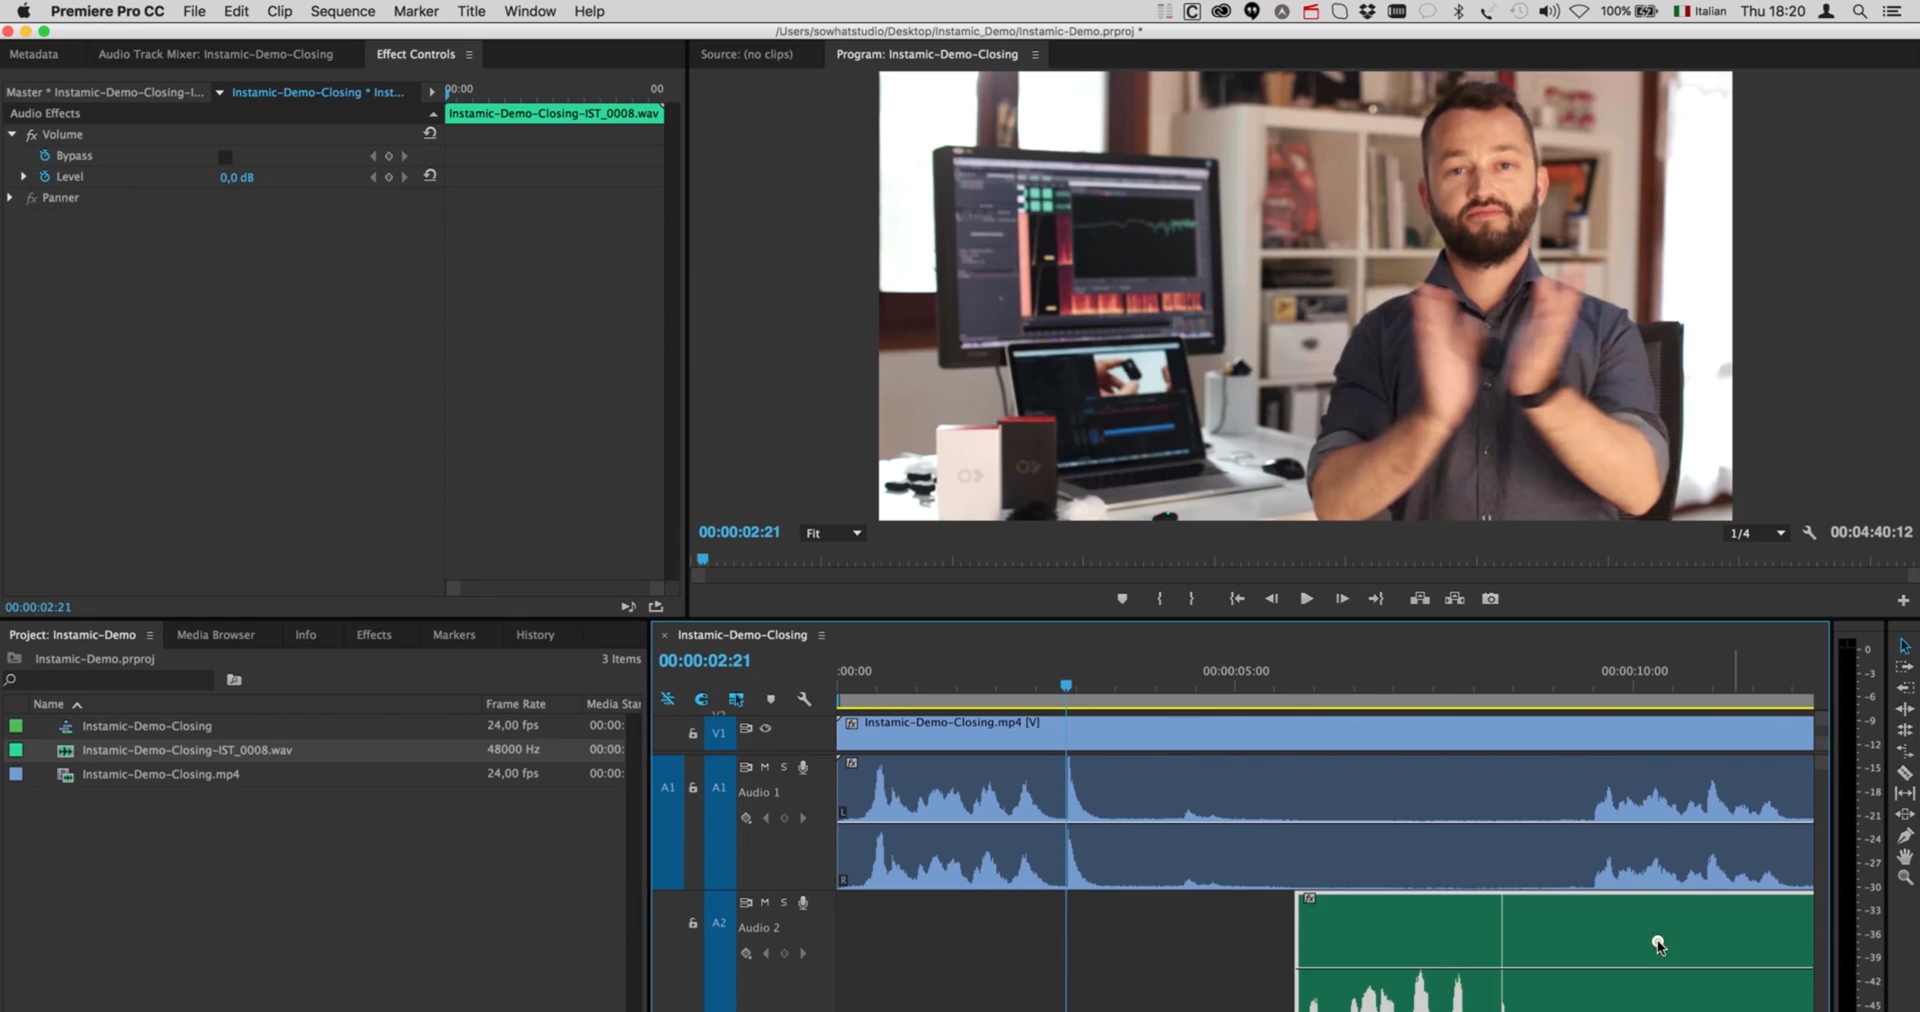 Premiere Pro CC File Edit Clip Sequence Marker Title Window Help 100% Italian Thu 18:20
/Users/sowhatstudio/Desktop/Instamic_Demo/Instamic-Demo.prproj *
Metadata Audio Track Mixer: Instamic-Demo-Closing Effect Controls
Source: (no clips) Program: Instamic-Demo-Closing
Master * Instamic-Demo-Closing-I... Instamic-Demo-Closing * Inst... 00:00 00
Audio Effects Instamic-Demo-Closing-IST_0008.wav
fx Volume
Bypass
Level 0,0 dB
fx Panner
00:00:02:21 Fit 1/4 00:04:40:12
00:00:02:21
Project: Instamic-Demo Media Browser Info Effects Markers History
Instamic-Demo.prproj 3 Items
Name Frame Rate Media Star
Instamic-Demo-Closing 24,00 fps 00:00:
Instamic-Demo-Closing-IST_0008.wav 48000 Hz 00:00:
Instamic-Demo-Closing.mp4 24,00 fps 00:00:
Instamic-Demo-Closing
00:00:02:21 :00:00 00:00:05:00 00:00:10:00
V1 fx Instamic-Demo-Closing.mp4 [V]
A1 A1 M S fx
Audio 1
L
R
A2 M S fx
Audio 2
0
-3
-6
-9
-12
-15
-18
-21
-24
-27
-30
-33
-36
-39
-42
-45